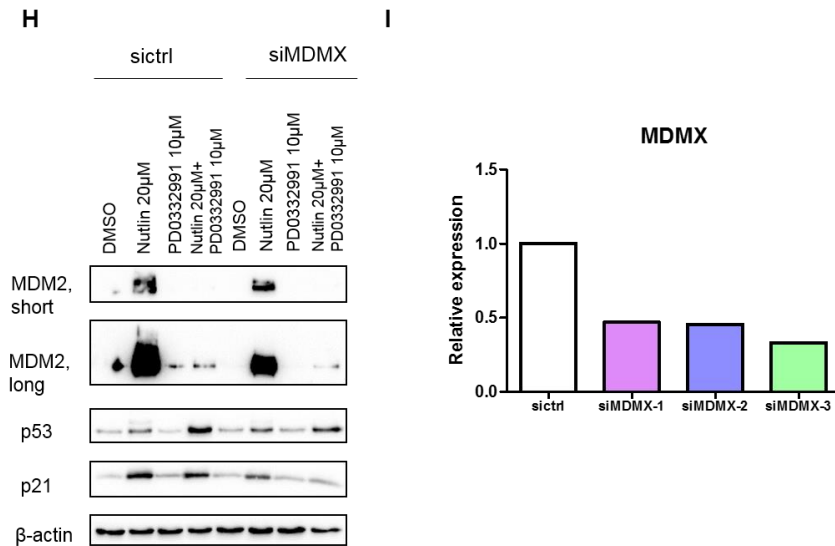 H
sictrl
siMDMX
DMSO
Nutlin 20µM
PD0332991 10µM
Nutlin 20µM+
PD0332991 10µM
DMSO
Nutlin 20µM
PD0332991 10µM
Nutlin 20µM+
PD0332991 10µM
MDM2,
short
MDM2,
long
p53
p21
β-actin
I
MDMX
Relative expression
1.5
1.0
0.5
0.0
sictrl
siMDMX-1
siMDMX-2
siMDMX-3